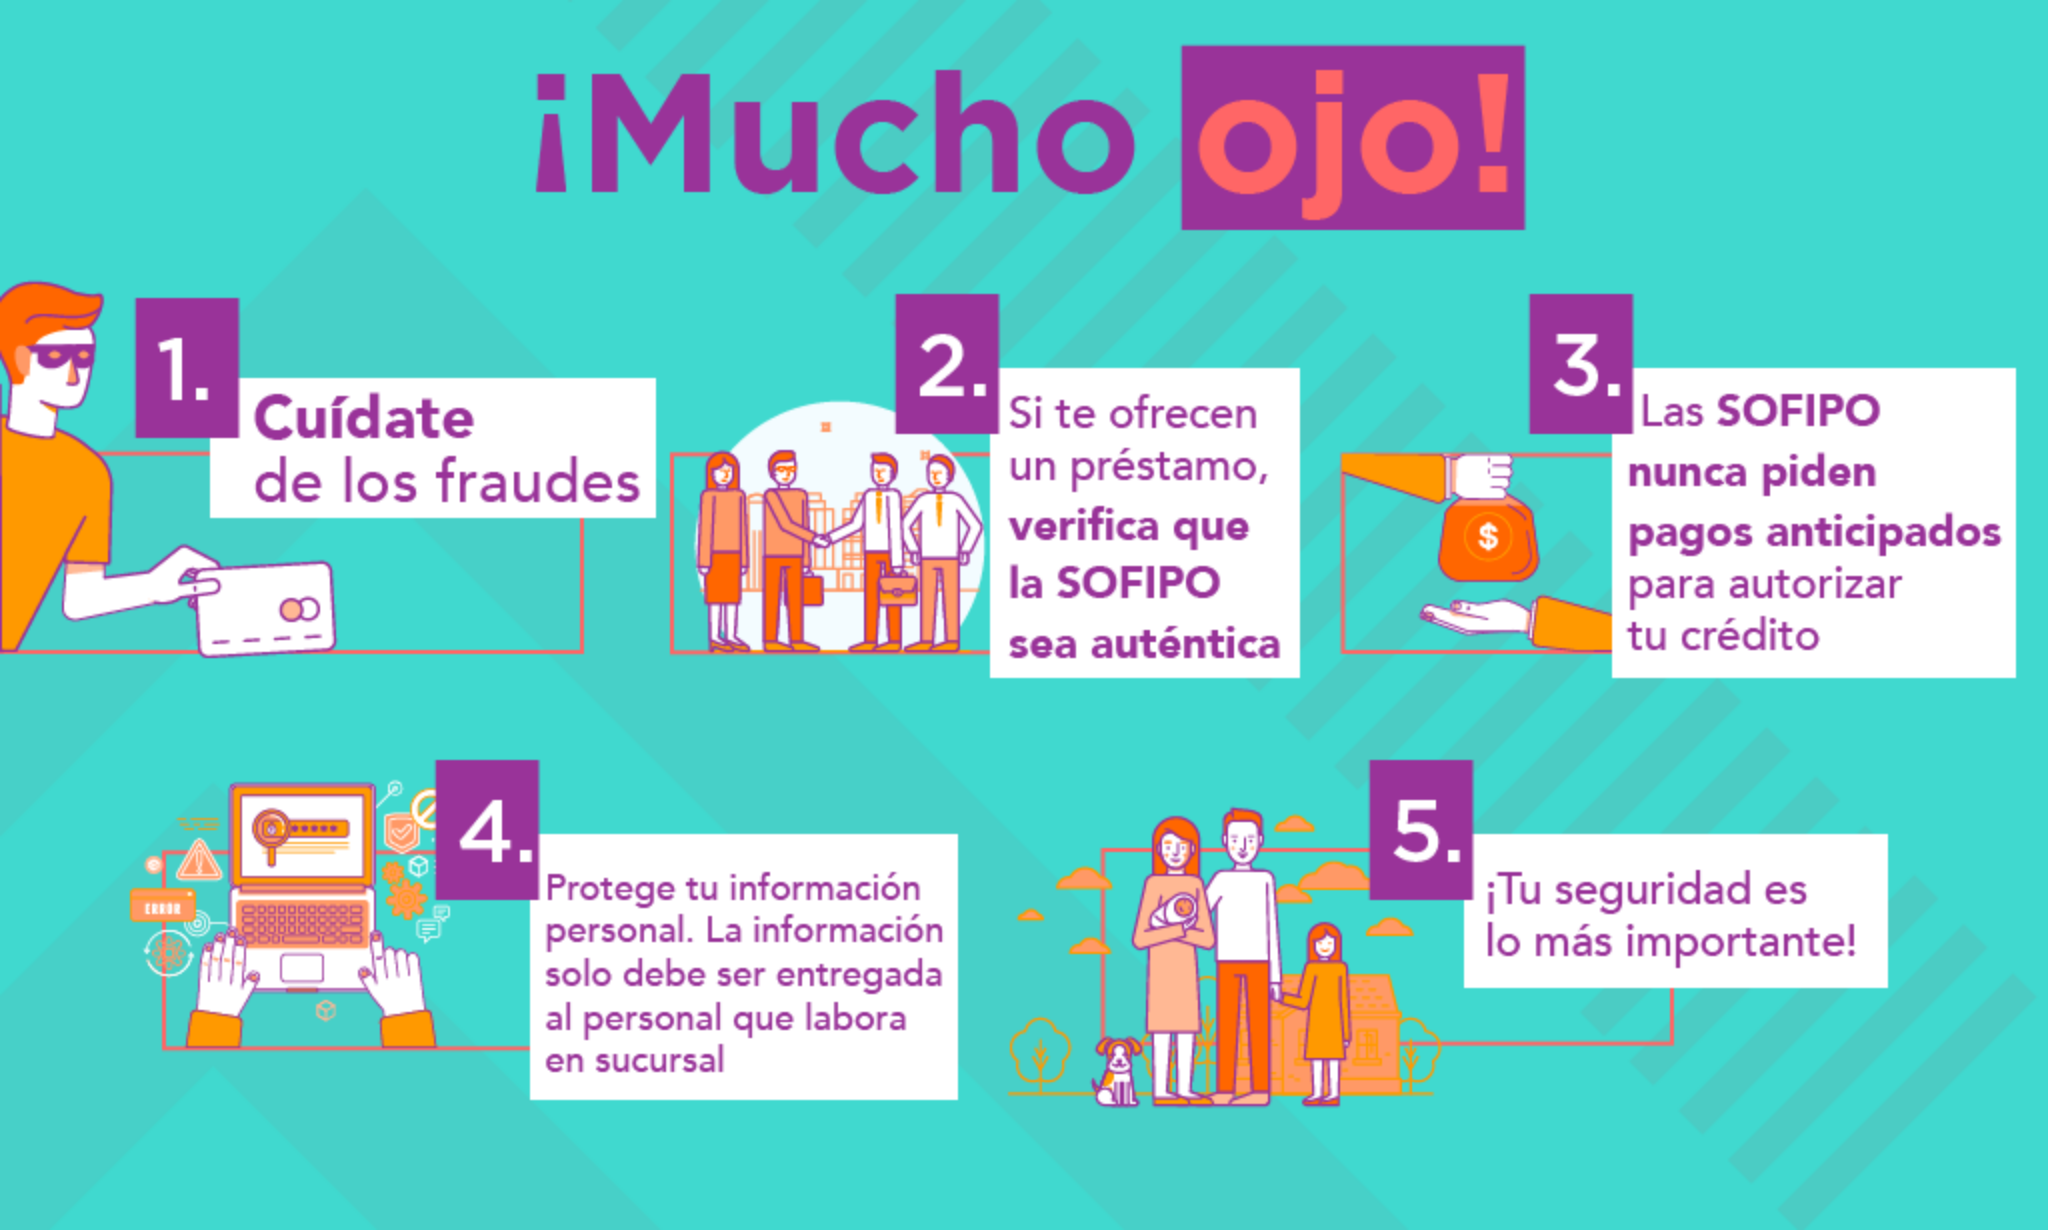 ¡Mucho ojo!
1.
Cuídate
de los fraudes
2.
Si te ofrecen
un préstamo,
verifica que
la SOFIPO
sea auténtica
3.
Las SOFIPO
nunca piden
pagos anticipados
para autorizar
tu crédito
$
4.
Protege tu información
personal. La información
solo debe ser entregada
al personal que labora
en sucursal
ERROR
5.
¡Tu seguridad es
lo más importante!